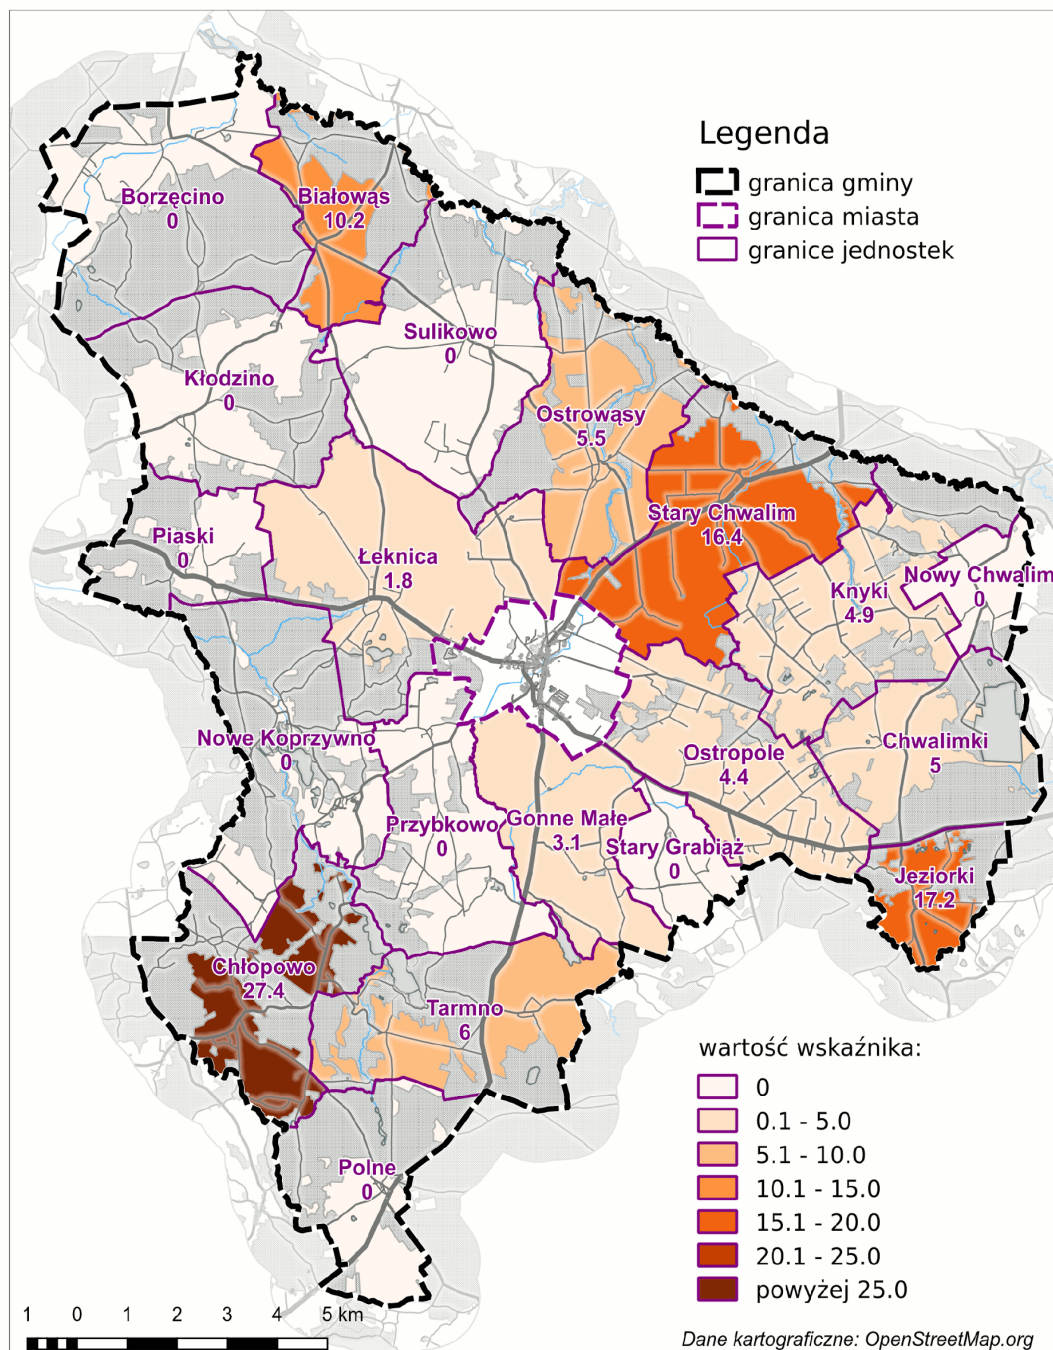 Legenda
granica gminy
granica miasta
granice jednostek
Borzęcino
0
Białowąs
10.2
Sulikowo
0
Kłodzino
0
Ostrowąsy
5.5
Stary Chwalim
16.4
Piaski
0
Łeknica
1.8
Knyki
4.9
Nowy Chwalim
0
Nowe Koprzywno
0
Ostropole
4.4
Chwalimki
5
Przybkowo
0
Gonne Małe
3.1
Stary Grabiąż
0
Jeziorki
17.2
Chłopowo
27.4
Tarmno
6
Polne
0
wartość wskaźnika:
0
0.1 - 5.0
5.1 - 10.0
10.1 - 15.0
15.1 - 20.0
20.1 - 25.0
powyżej 25.0
1 0 1 2 3 4 5 km
Dane kartograficzne: OpenStreetMap.org